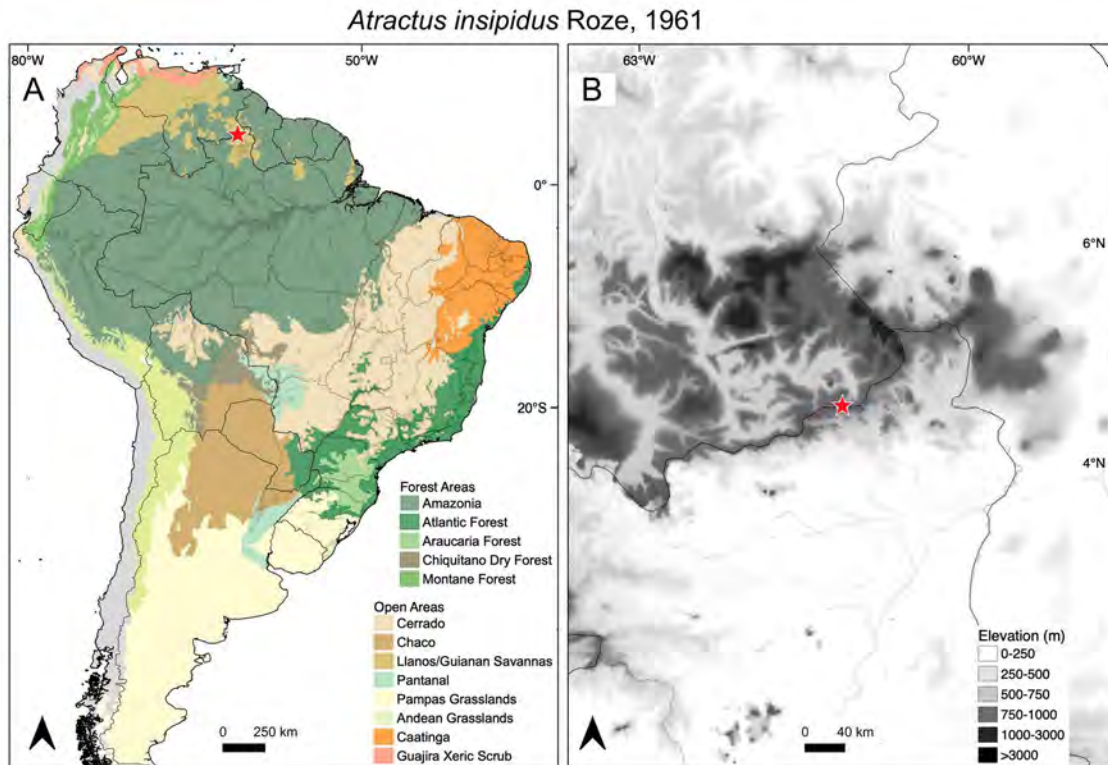 Atractus insipidus Roze, 1961
80°W
50°W
A
0°
20°S
Forest Areas
Amazonia
Atlantic Forest
Araucaria Forest
Chiquitano Dry Forest
Montane Forest
Open Areas
Cerrado
Chaco
Llanos/Guianan Savannas
Pantanal
Pampas Grasslands
Andean Grasslands
Caatinga
Guajira Xeric Scrub
0 250 km
63°W
60°W
B
6°N
4°N
Elevation (m)
0-250
250-500
500-750
750-1000
1000-3000
>3000
0 40 km